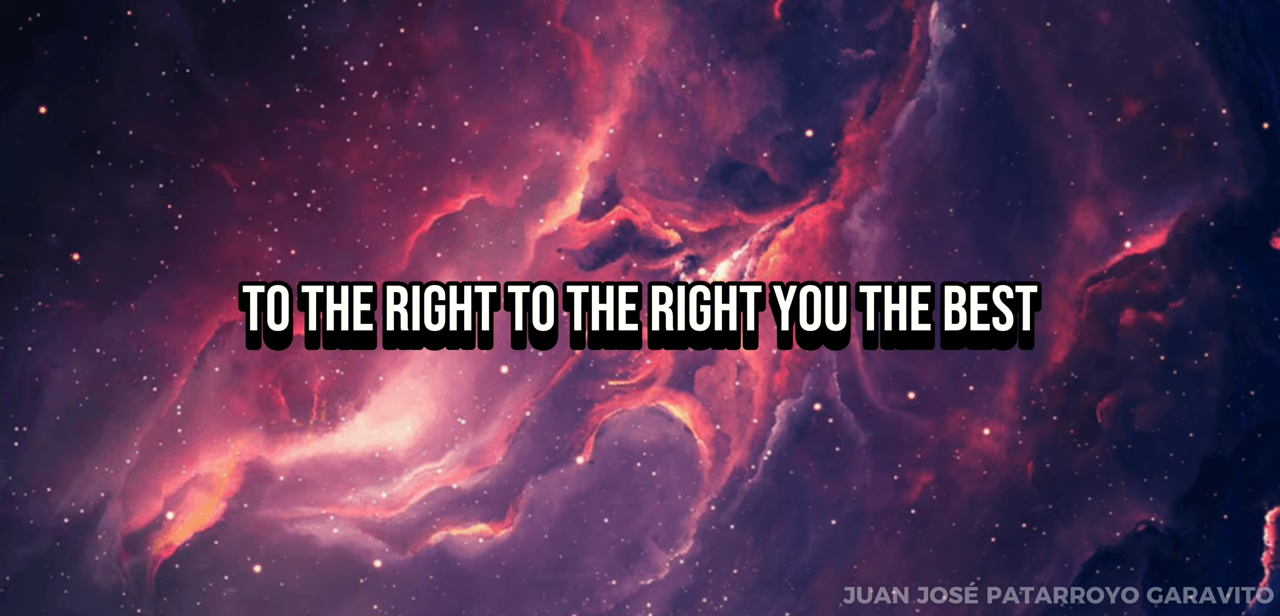 TO THE RIGHT TO THE RIGHT YOU THE BEST
JUAN JOSÉ PATARROYO GARAVITO